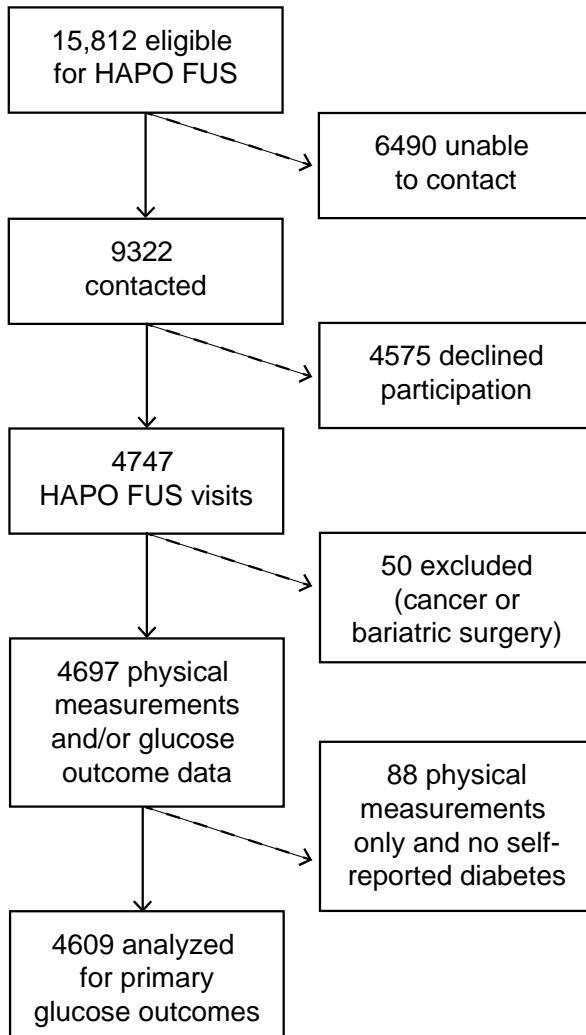 15,812 eligible
for HAPO FUS
6490 unable
to contact
9322
contacted
4575 declined
participation
4747
HAPO FUS visits
50 excluded
(cancer or
bariatric surgery)
4697 physical
measurements
and/or glucose
outcome data
88 physical
measurements
only and no self-
reported diabetes
4609 analyzed
for primary
glucose outcomes